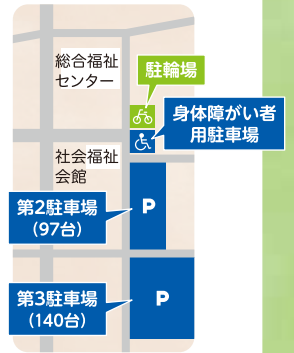 総合福祉
センター
駐輪場
身体障がい者
用駐車場
社会福祉
会館
第2駐車場
(97台)
P
第3駐車場
(140台)
P